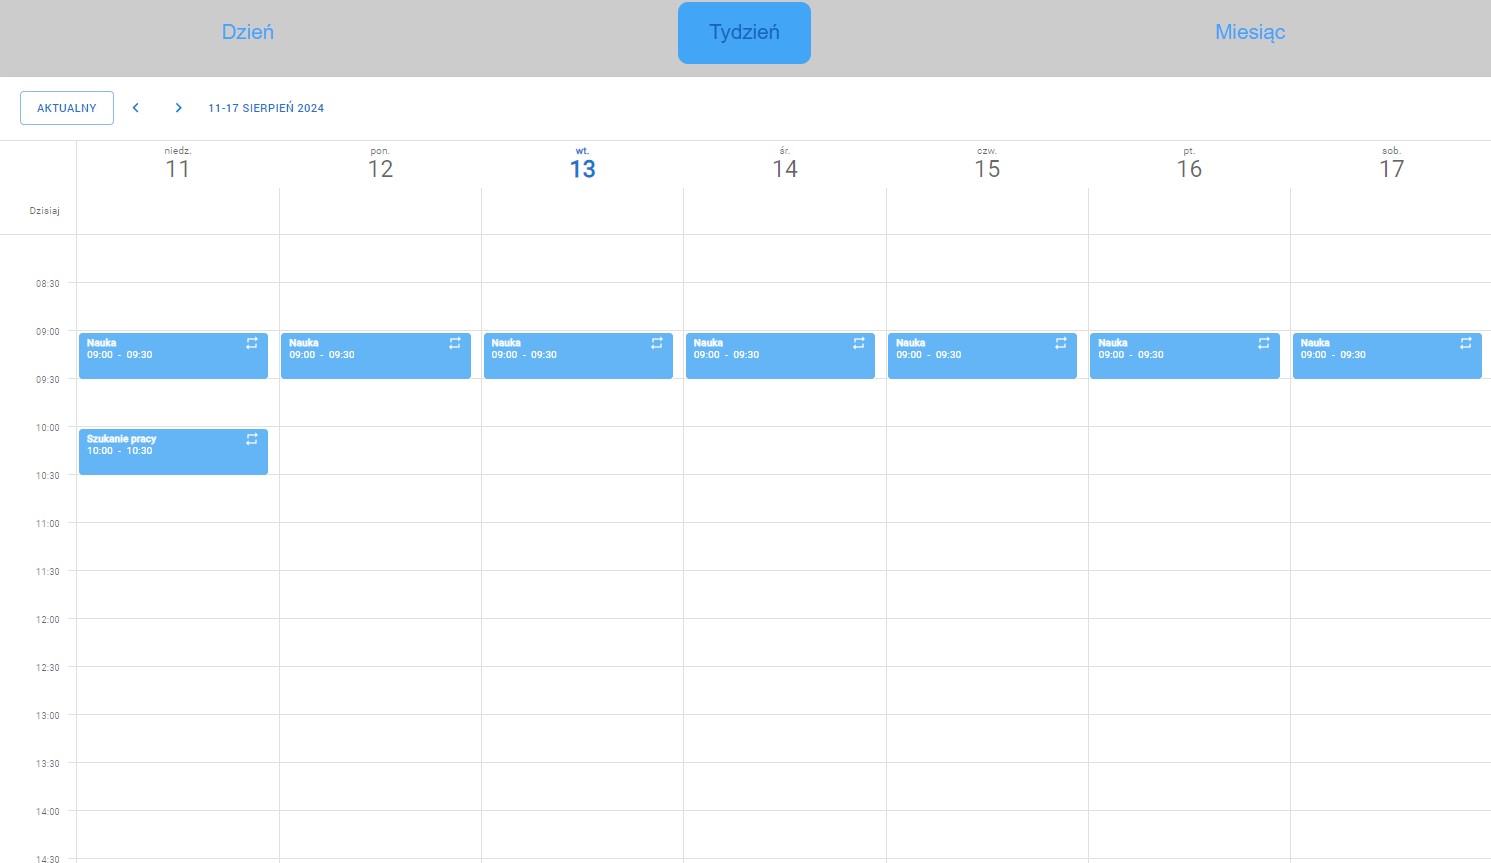 Dzień Tydzień Miesiąc
AKTUALNY 11-17 SIERPIEŃ 2024
niedz. pon. wt. śr. czw. pt. sob.
11 12 13 14 15 16 17
Dzisiaj
08:30
09:00
Nauka Nauka Nauka Nauka Nauka Nauka Nauka
09:00 - 09:30 09:00 - 09:30 09:00 - 09:30 09:00 - 09:30 09:00 - 09:30 09:00 - 09:30 09:00 - 09:30
09:30
10:00
Szukanie pracy
10:00 - 10:30
10:30
11:00
11:30
12:00
12:30
13:00
13:30
14:00
14:30